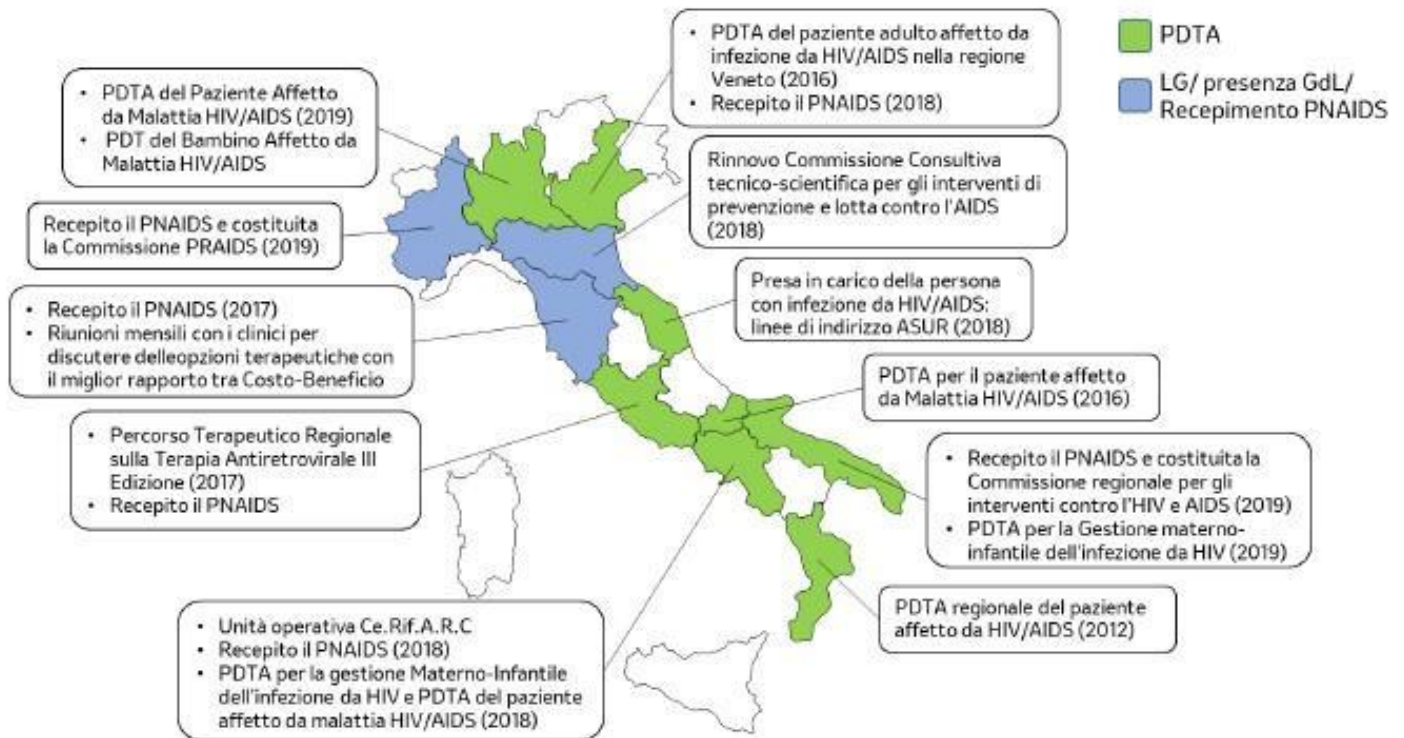 • PDTA del paziente adulto affetto da
infezione da HIV/AIDS nella regione
Veneto (2016)
• Recepito il PNAIDS (2018)
PDTA
LG/ presenza GdL/
Recepimento PNAIDS
• PDTA del Paziente Affetto
da Malattia HIV/AIDS (2019)
• PDT del Bambino Affetto da
Malattia HIV/AIDS
Rinnovo Commissione Consultiva
tecnico-scientifica per gli interventi di
prevenzione e lotta contro l'AIDS
(2018)
Recepito il PNAIDS e costituita
la Commissione PRAIDS (2019)
Presa in carico della persona
con infezione da HIV/AIDS:
linee di indirizzo ASUR (2018)
• Recepito il PNAIDS (2017)
• Riunioni mensili con i clinici per
discutere delleopzioni terapeutiche con
il miglior rapporto tra Costo-Beneficio
PDTA per il paziente affetto
da Malattia HIV/AIDS (2016)
• Percorso Terapeutico Regionale
sulla Terapia Antiretrovirale III
Edizione (2017)
• Recepito il PNAIDS
• Recepito il PNAIDS e costituita la
Commissione regionale per gli
interventi contro l'HIV e AIDS (2019)
• PDTA per la Gestione materno-
infantile dell'infezione da HIV (2019)
PDTA regionale del paziente
affetto da HIV/AIDS (2012)
• Unità operativa Ce.Rif.A.R.C
• Recepito il PNAIDS (2018)
• PDTA per la gestione Materno-Infantile
dell'infezione da HIV e PDTA del paziente
affetto da malattia HIV/AIDS (2018)